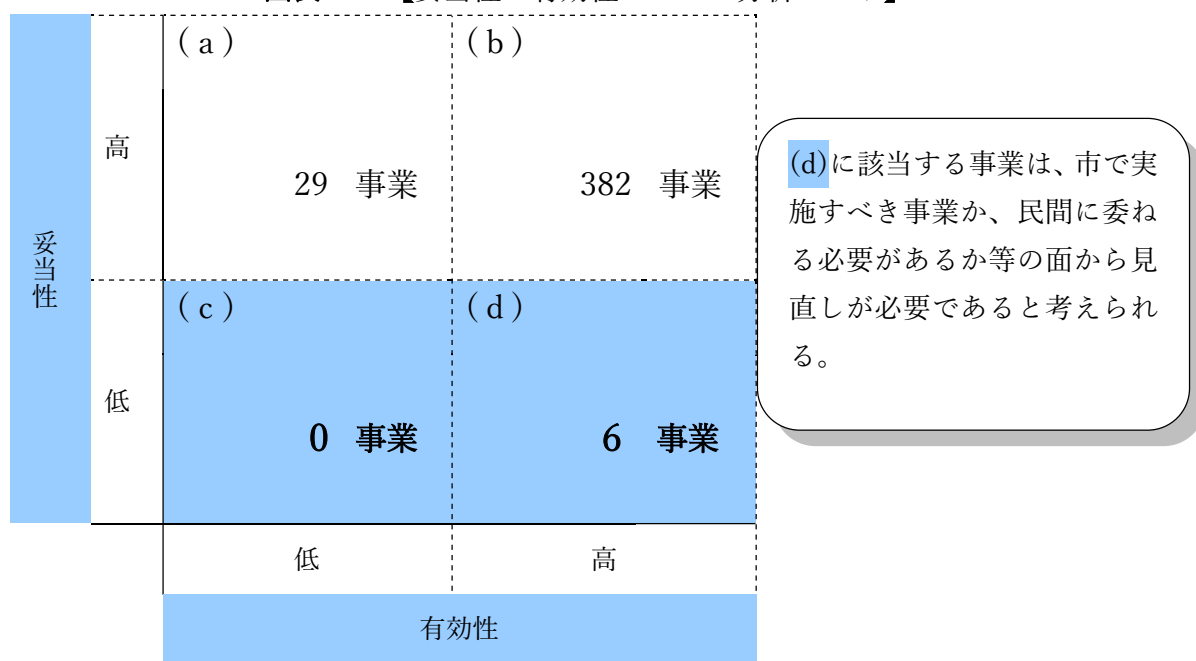 (a)
(b)
高
29 事業
382 事業
妥当性
(c)
(d)
低
0 事業
6 事業
低
高
有効性
(d)に該当する事業は、市で実
施すべき事業か、民間に委ね
る必要があるか等の面から見
直しが必要であると考えられ
る。